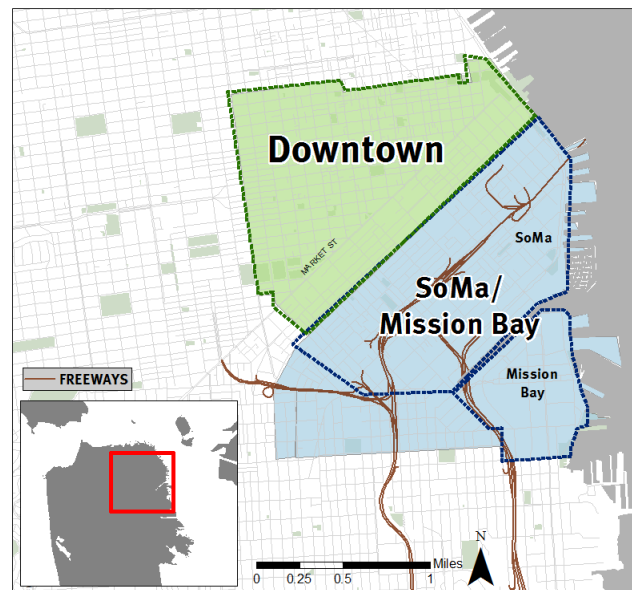 Downtown
MARKET ST
SoMa
SoMa/
Mission Bay
Mission
Bay
FREEWAYS
N
Miles
0 0.25 0.5 1